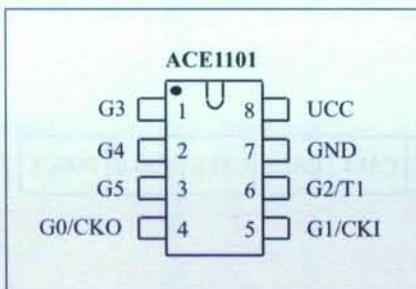 ACE1101
G3 1 8 UCC
G4 2 7 GND
G5 3 6 G2/T1
G0/CKO 4 5 G1/CKI